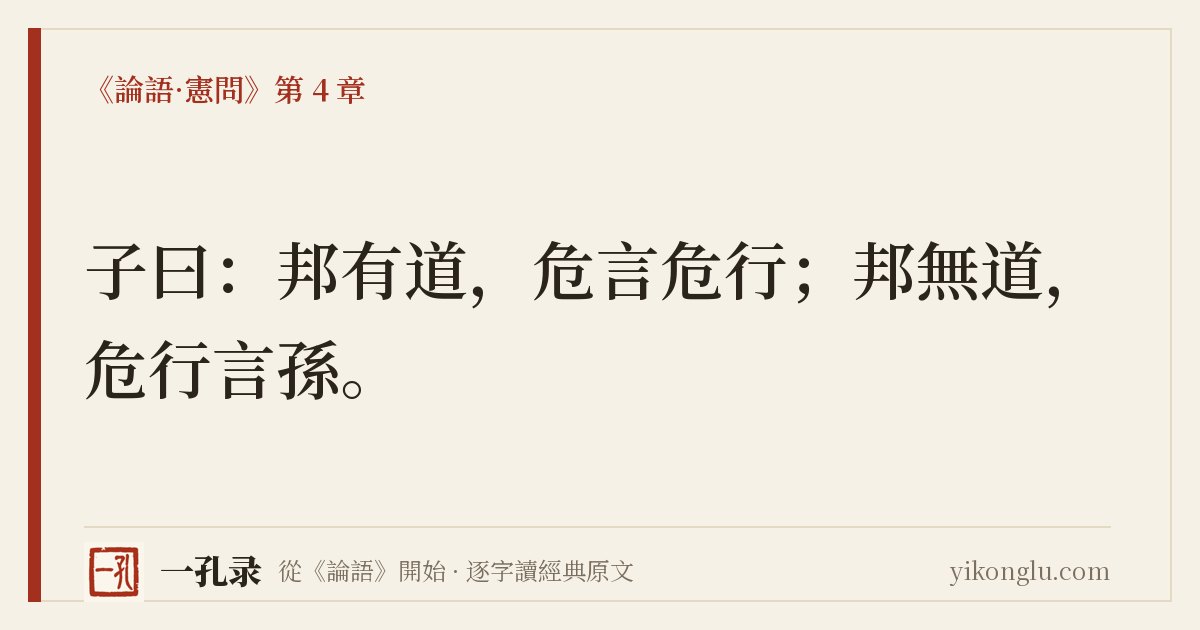 《論語·憲問》第 4 章
子曰：邦有道，危言危行；邦無道，
危行言孫。
一孔
一孔录
從《論語》開始 · 逐字讀經典原文
yikonglu.com